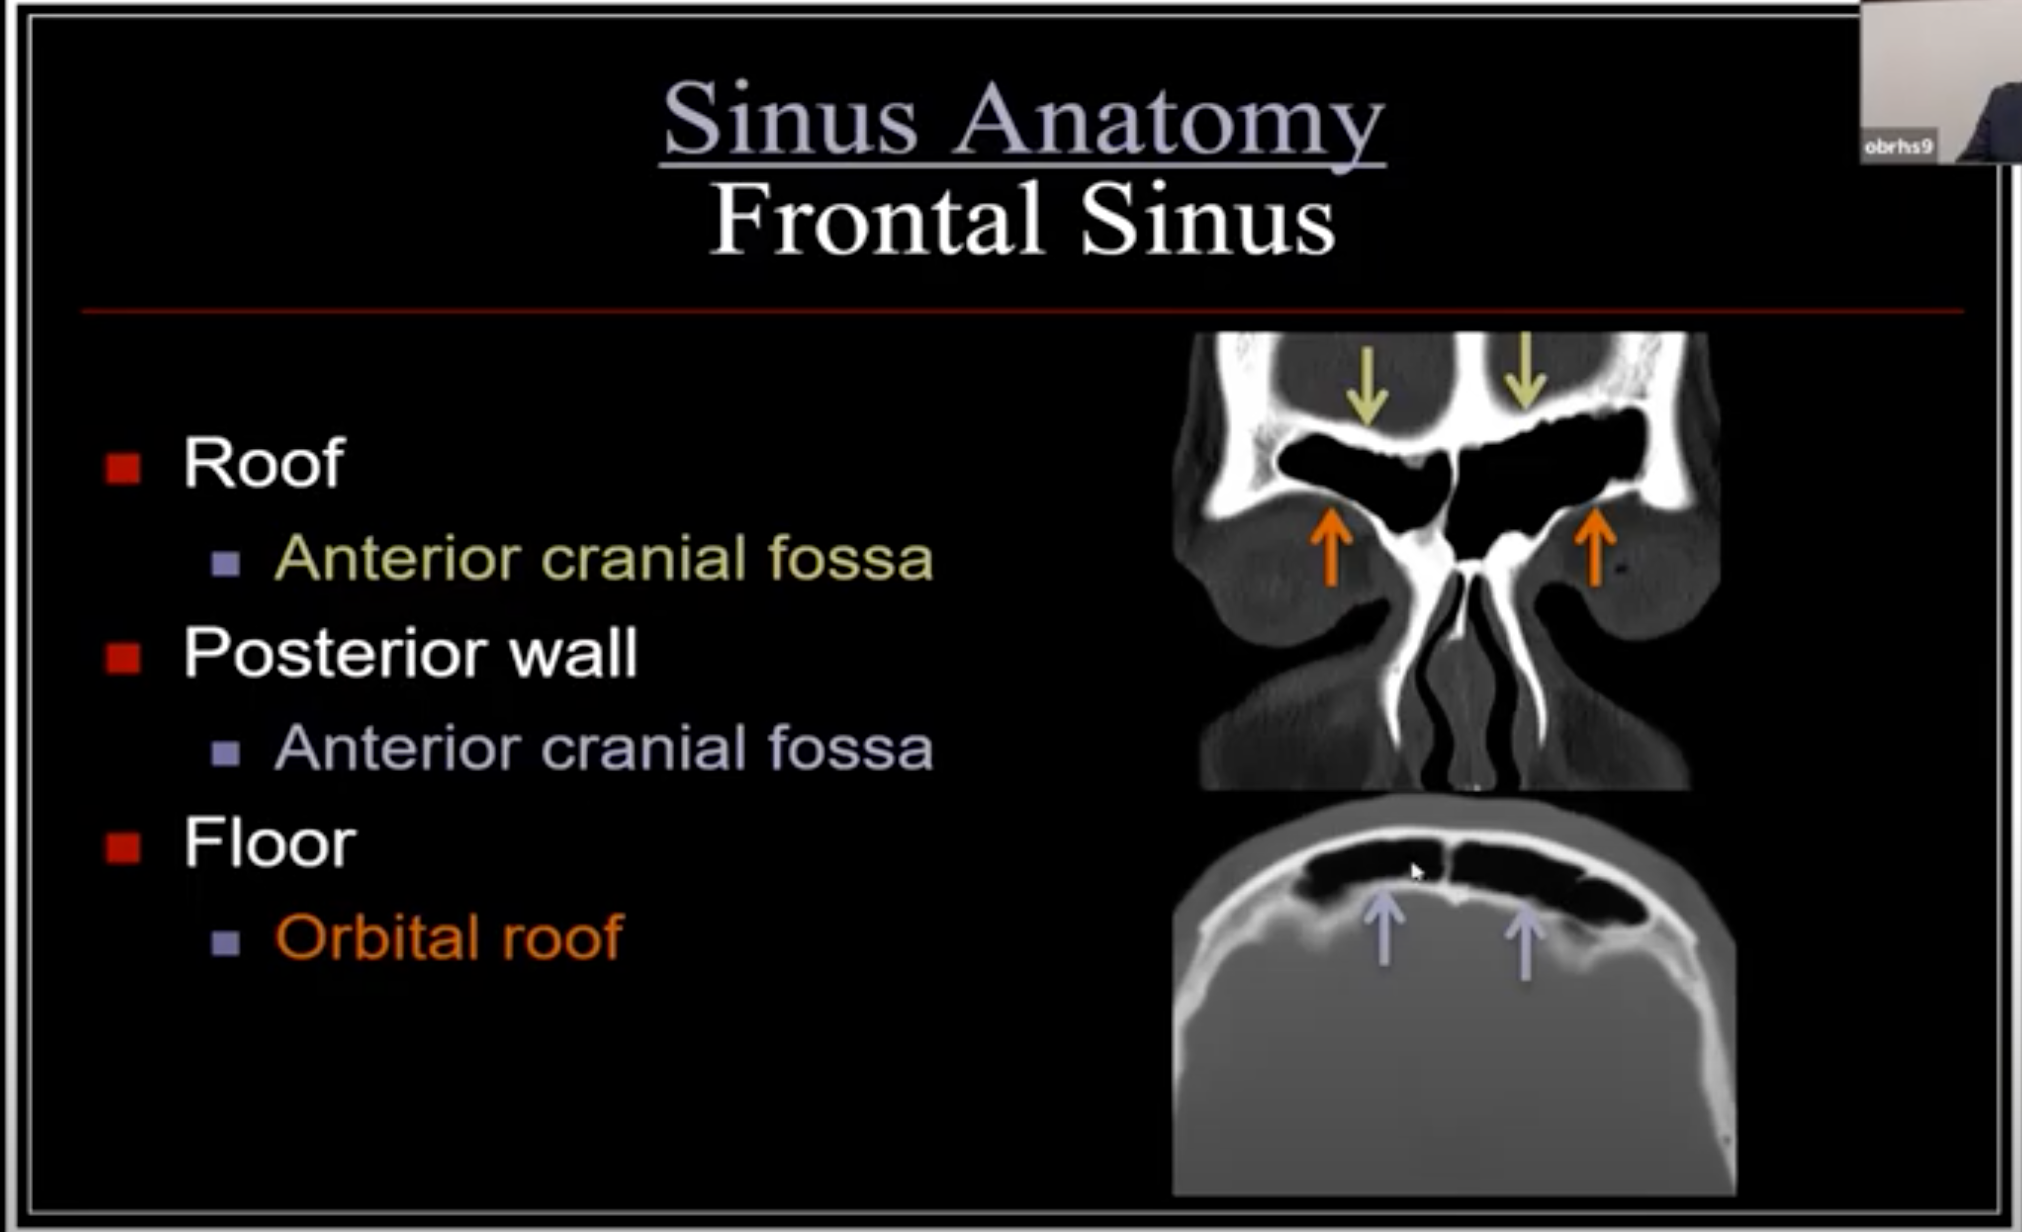 Sinus Anatomy
Frontal Sinus
obrhs9
Roof
Anterior cranial fossa
Posterior wall
Anterior cranial fossa
Floor
Orbital roof